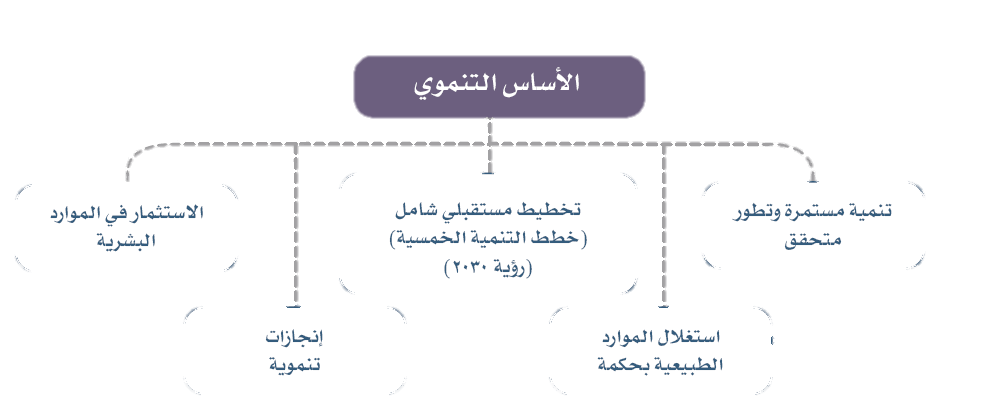 الأساس التنموي
تنمية مستمرة وتطور
متحقق
تخطيط مستقبلي شامل
(خطط التنمية الخمسية)
(رؤية ٢٠٣٠)
الاستثمار في الموارد
البشرية
استغلال الموارد
الطبيعية بحكمة
إنجازات
تنموية